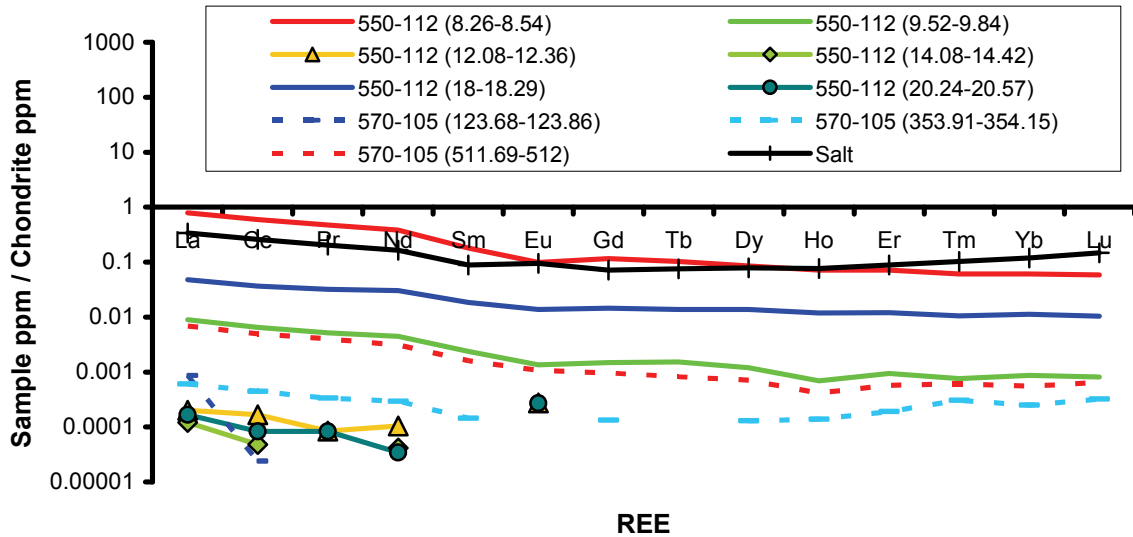 550-112 (8.26-8.54) 550-112 (9.52-9.84)
550-112 (12.08-12.36) 550-112 (14.08-14.42)
550-112 (18-18.29) 550-112 (20.24-20.57)
570-105 (123.68-123.86) 570-105 (353.91-354.15)
570-105 (511.69-512) Salt
Sample ppm / Chondrite ppm
1000
100
10
1
0.1
0.01
0.001
0.0001
0.00001
La Ce Pr Nd Sm Eu Gd Tb Dy Ho Er Tm Yb Lu
REE